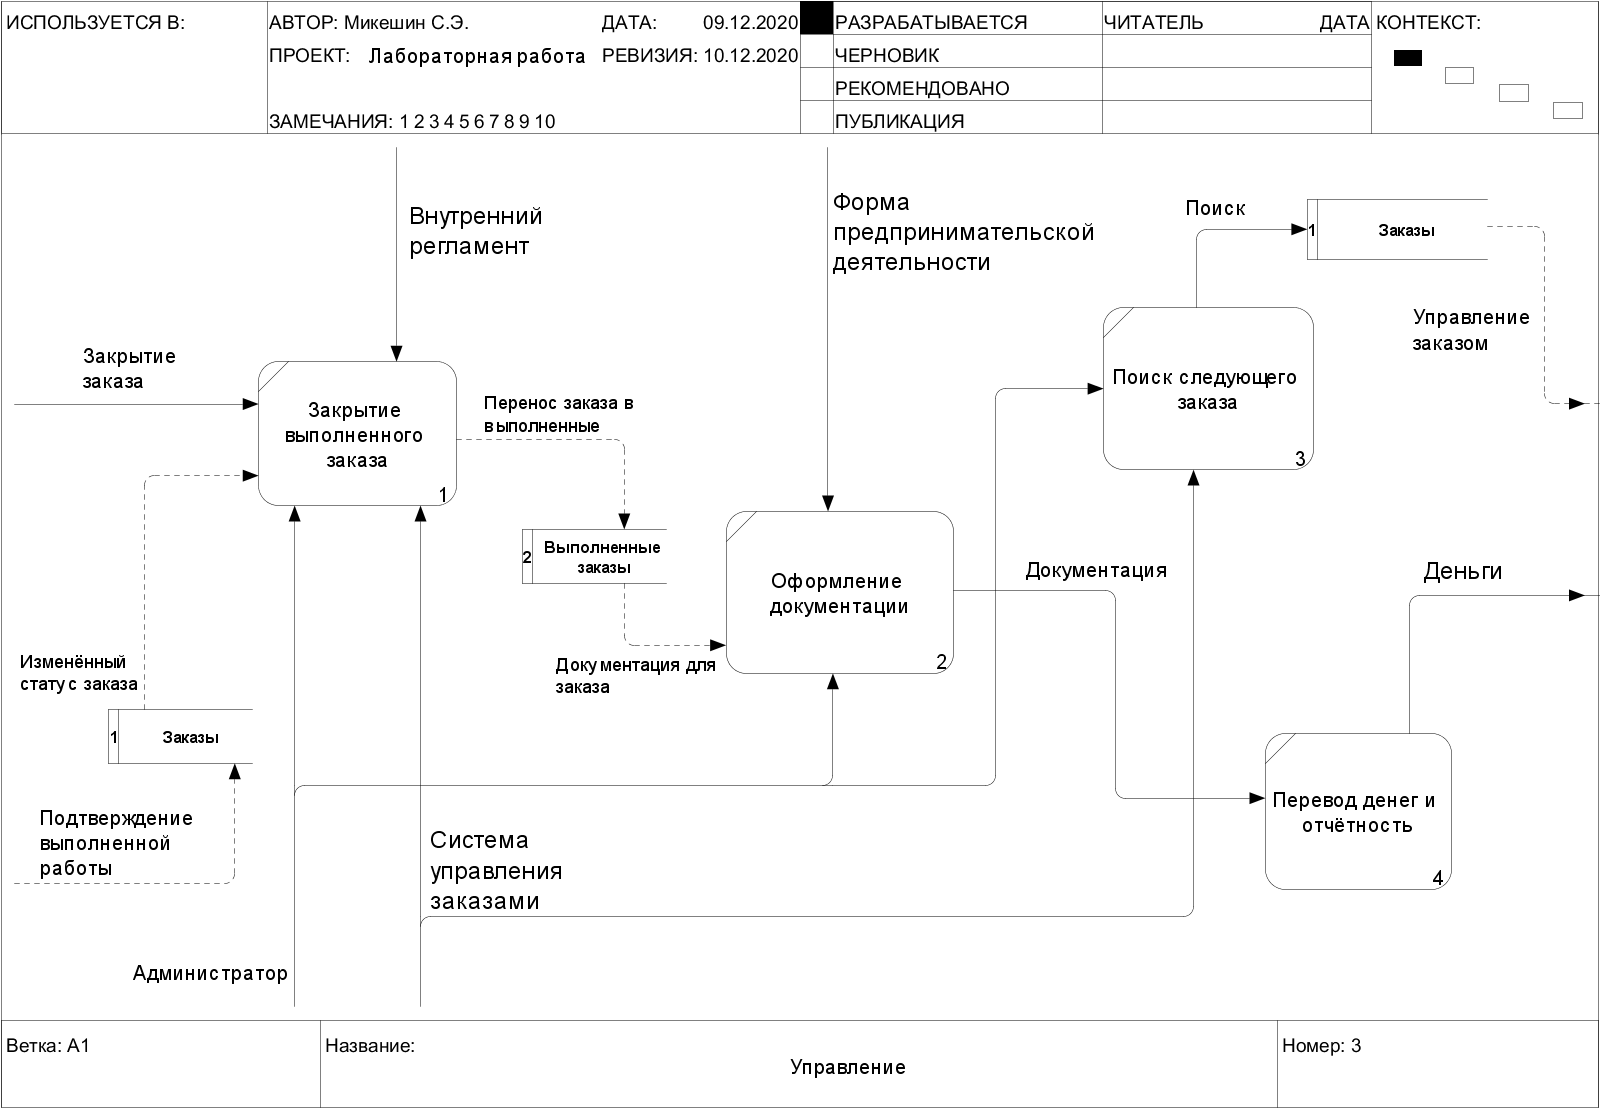 ИСПОЛЬЗУЕТСЯ В:
АВТОР: Микешин С.Э.
ДАТА: 09.12.2020
ПРОЕКТ: Лабораторная работа
РЕВИЗИЯ: 10.12.2020
ЗАМЕЧАНИЯ: 1 2 3 4 5 6 7 8 9 10
РАЗРАБАТЫВАЕТСЯ
ЧЕРНОВИК
РЕКОМЕНДОВАНО
ПУБЛИКАЦИЯ
ЧИТАТЕЛЬ
ДАТА
КОНТЕКСТ:
Внутренний
регламент
Форма
предпринимательской
деятельности
Поиск
1
Заказы
Управление
заказом
Закрытие
заказа
Закрытие
выполненного
заказа
1
Перенос заказа в
выполненные
Поиск следующего
заказа
3
2
Выполненные
заказы
Оформление
документации
2
Документация
Деньги
Документация для
заказа
Изменённый
статус заказа
1
Заказы
Подтверждение
выполненной
работы
Система
управления
заказами
Перевод денег и
отчётность
4
Администратор
Ветка: A1
Название:
Управление
Номер: 3